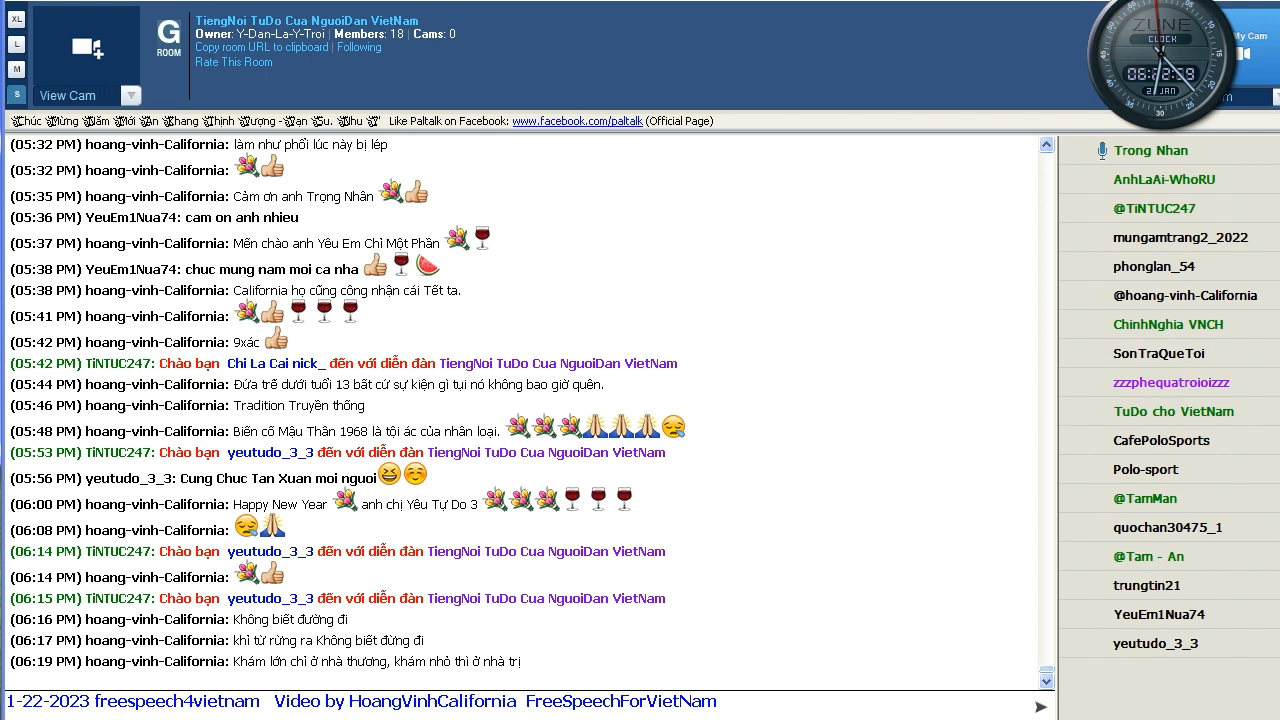 XL
L
M
S
View Cam
G
ROOM
TiengNoi TuDo Cua NguoiDan VietNam
Owner: Y-Dan-La-Y-Troi | Members: 18 | Cams: 0
Copy room URL to clipboard | Following
Rate This Room
ZUNE
CLOCK
2 JAN
My Cam
Like Paltalk on Facebook: www.facebook.com/paltalk (Official Page)
(05:32 PM) hoang-vinh-California: làm như phổi lúc này bị lép
(05:32 PM) hoang-vinh-California:
(05:35 PM) hoang-vinh-California: Cảm ơn anh Trọng Nhân
(05:36 PM) YeuEm1Nua74: cam on anh nhieu
(05:37 PM) hoang-vinh-California: Mến chào anh Yêu Em Chỉ Một Phần
(05:38 PM) YeuEm1Nua74: chuc mung nam moi ca nha
(05:38 PM) hoang-vinh-California: California họ cũng công nhận cái Tết ta.
(05:41 PM) hoang-vinh-California:
(05:42 PM) hoang-vinh-California: 9xác
(05:42 PM) TiNTUC247: Chào bạn Chi La Cai nick_ đến với diễn đàn TiengNoi TuDo Cua NguoiDan VietNam
(05:44 PM) hoang-vinh-California: Đứa trẻ dưới tuổi 13 bất cứ sự kiện gì tụi nó không bao giờ quên.
(05:46 PM) hoang-vinh-California: Tradition Truyền thống
(05:48 PM) hoang-vinh-California: Biến cố Mậu Thân 1968 là tội ác của nhân loại.
(05:53 PM) TiNTUC247: Chào bạn yeutudo_3_3 đến với diễn đàn TiengNoi TuDo Cua NguoiDan VietNam
(05:56 PM) yeutudo_3_3: Cung Chuc Tan Xuan moi nguoi
(06:00 PM) hoang-vinh-California: Happy New Year anh chị Yêu Tự Do 3
(06:08 PM) hoang-vinh-California:
(06:14 PM) TiNTUC247: Chào bạn yeutudo_3_3 đến với diễn đàn TiengNoi TuDo Cua NguoiDan VietNam
(06:14 PM) hoang-vinh-California:
(06:15 PM) TiNTUC247: Chào bạn yeutudo_3_3 đến với diễn đàn TiengNoi TuDo Cua NguoiDan VietNam
(06:16 PM) hoang-vinh-California: Không biết đường đi
(06:17 PM) hoang-vinh-California: khỉ từ rừng ra Không biết đừng đi
(06:19 PM) hoang-vinh-California: Khám lớn chỉ ở nhà thương, khám nhỏ thì ở nhà trị
1-22-2023 freespeech4vietnam Video by HoangVinhCalifornia FreeSpeechForVietNam
Trong Nhan
AnhLaAi-WhoRU
@TiNTUC247
mungamtrang2_2022
phonglan_54
@hoang-vinh-California
ChinhNghia VNCH
SonTraQueToi
zzzphequatroioizzz
TuDo cho VietNam
CafePoloSports
Polo-sport
@TamMan
quochan30475_1
@Tam - An
trungtin21
YeuEm1Nua74
yeutudo_3_3